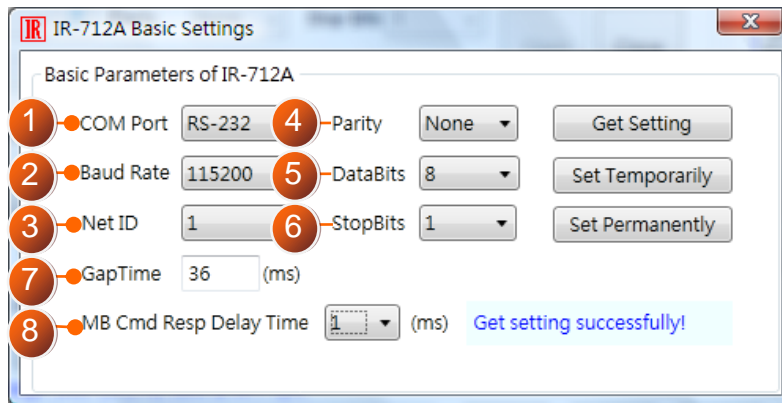 IR IR-712A Basic Settings
Basic Parameters of IR-712A
1 COM Port RS-232 4 Parity None Get Setting
2 Baud Rate 115200 5 DataBits 8 Set Temporarily
3 Net ID 1 6 StopBits 1 Set Permanently
7 GapTime 36 (ms)
8 MB Cmd Resp Delay Time 1 (ms) Get setting successfully!